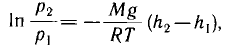 ln p₂/p₁ = − Mg/RT (h₂−h₁),